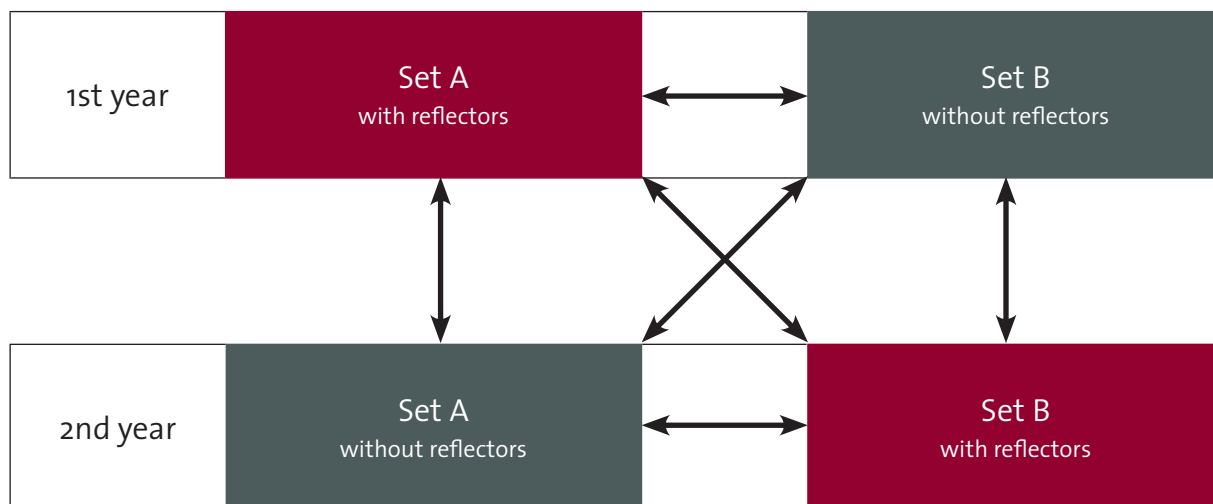 1st year
Set A
with reflectors
Set B
without reflectors
2nd year
Set A
without reflectors
Set B
with reflectors